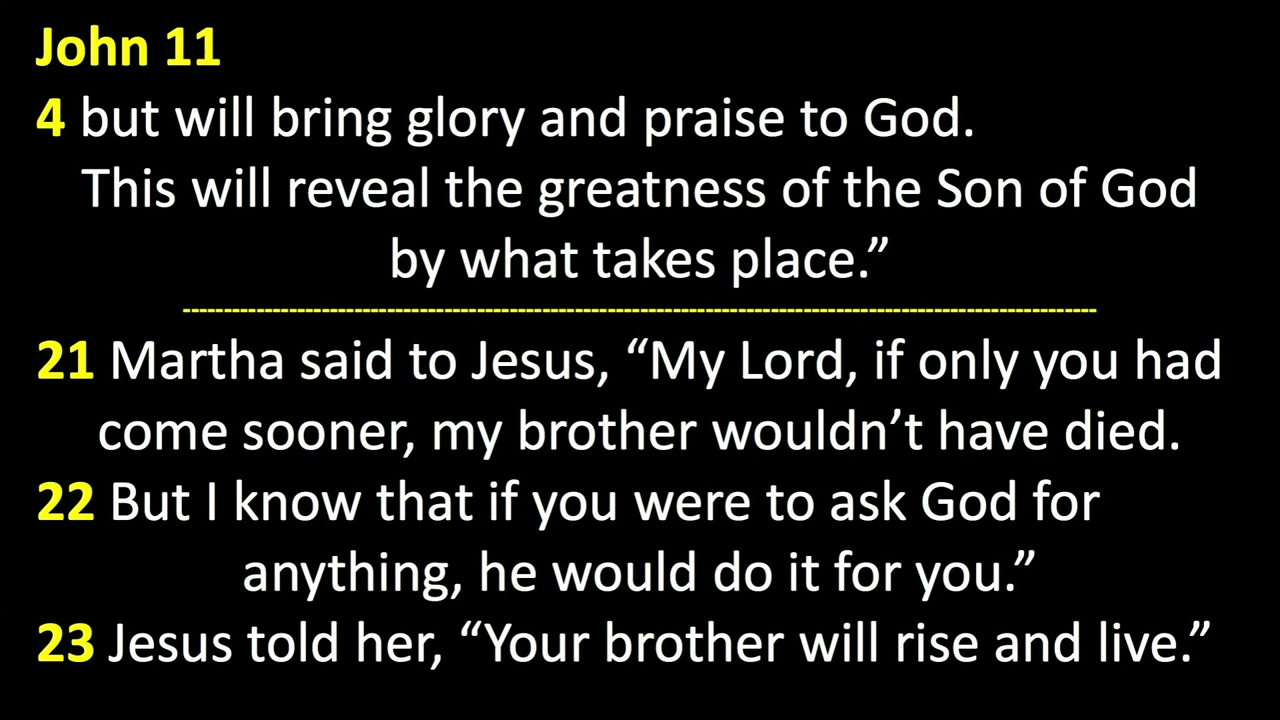 John 11
4 but will bring glory and praise to God.
This will reveal the greatness of the Son of God
by what takes place.”
----------------------------------------------------------------------------------------------------------------
21 Martha said to Jesus, “My Lord, if only you had
come sooner, my brother wouldn’t have died.
22 But I know that if you were to ask God for
anything, he would do it for you.”
23 Jesus told her, “Your brother will rise and live.”